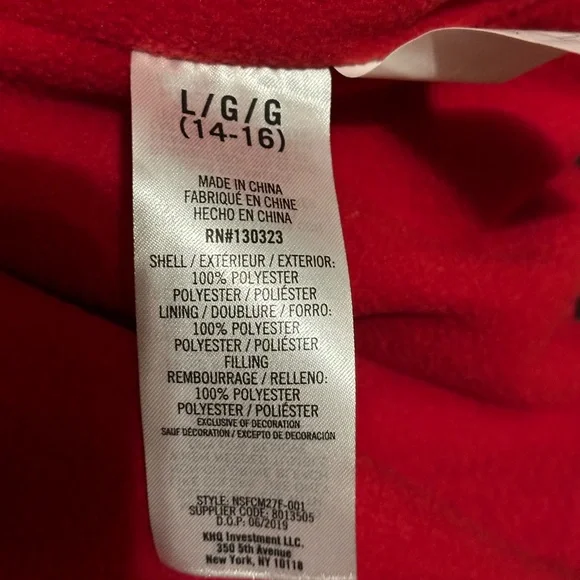 L/G/G
(14-16)
MADE IN CHINA
FABRIQUÉ EN CHINE
HECHO EN CHINA
RN#130323
SHELL / EXTÉRIEUR / EXTERIOR:
100% POLYESTER
POLYESTER / POLIÉSTER
LINING / DOUBLURE / FORRO:
100% POLYESTER
POLYESTER / POLIÉSTER
FILLING
REMBOURRAGE / RELLENO:
100% POLYESTER
POLYESTER / POLIÉSTER
EXCLUSIVE OF DECORATION
SAUF DÉCORATION / EXCEPTO DE DECORACIÓN
STYLE: NSFCM27F-001
SUPPLIER CODE: 8013505
D.O.P: 06/2019
KHQ Investment LLC.
350 5th Avenue
New York, NY 10118